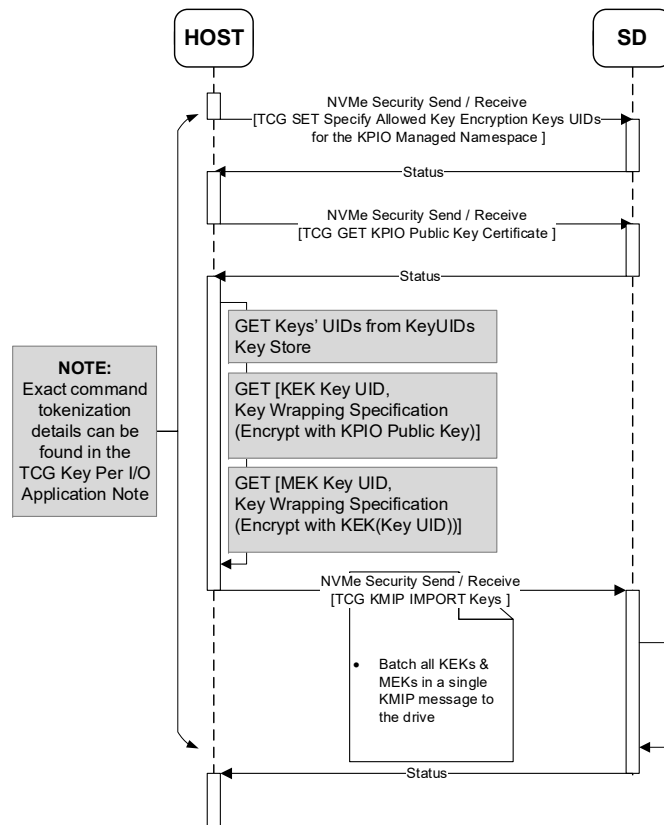 HOST
SD
NVMe Security Send / Receive
[TCG SET Specify Allowed Key Encryption Keys UIDs
for the KPIO Managed Namespace ]
Status
NVMe Security Send / Receive
[TCG GET KPIO Public Key Certificate ]
Status
GET Keys' UIDs from KeyUIDs
Key Store
GET [KEK Key UID,
Key Wrapping Specification
(Encrypt with KPIO Public Key)]
GET [MEK Key UID,
Key Wrapping Specification
(Encrypt with KEK(Key UID))]
NOTE:
Exact command
tokenization
details can be
found in the
TCG Key Per I/O
Application Note
NVMe Security Send / Receive
[TCG KMIP IMPORT Keys ]
• Batch all KEKs &
MEKs in a single
KMIP message to
the drive
Status